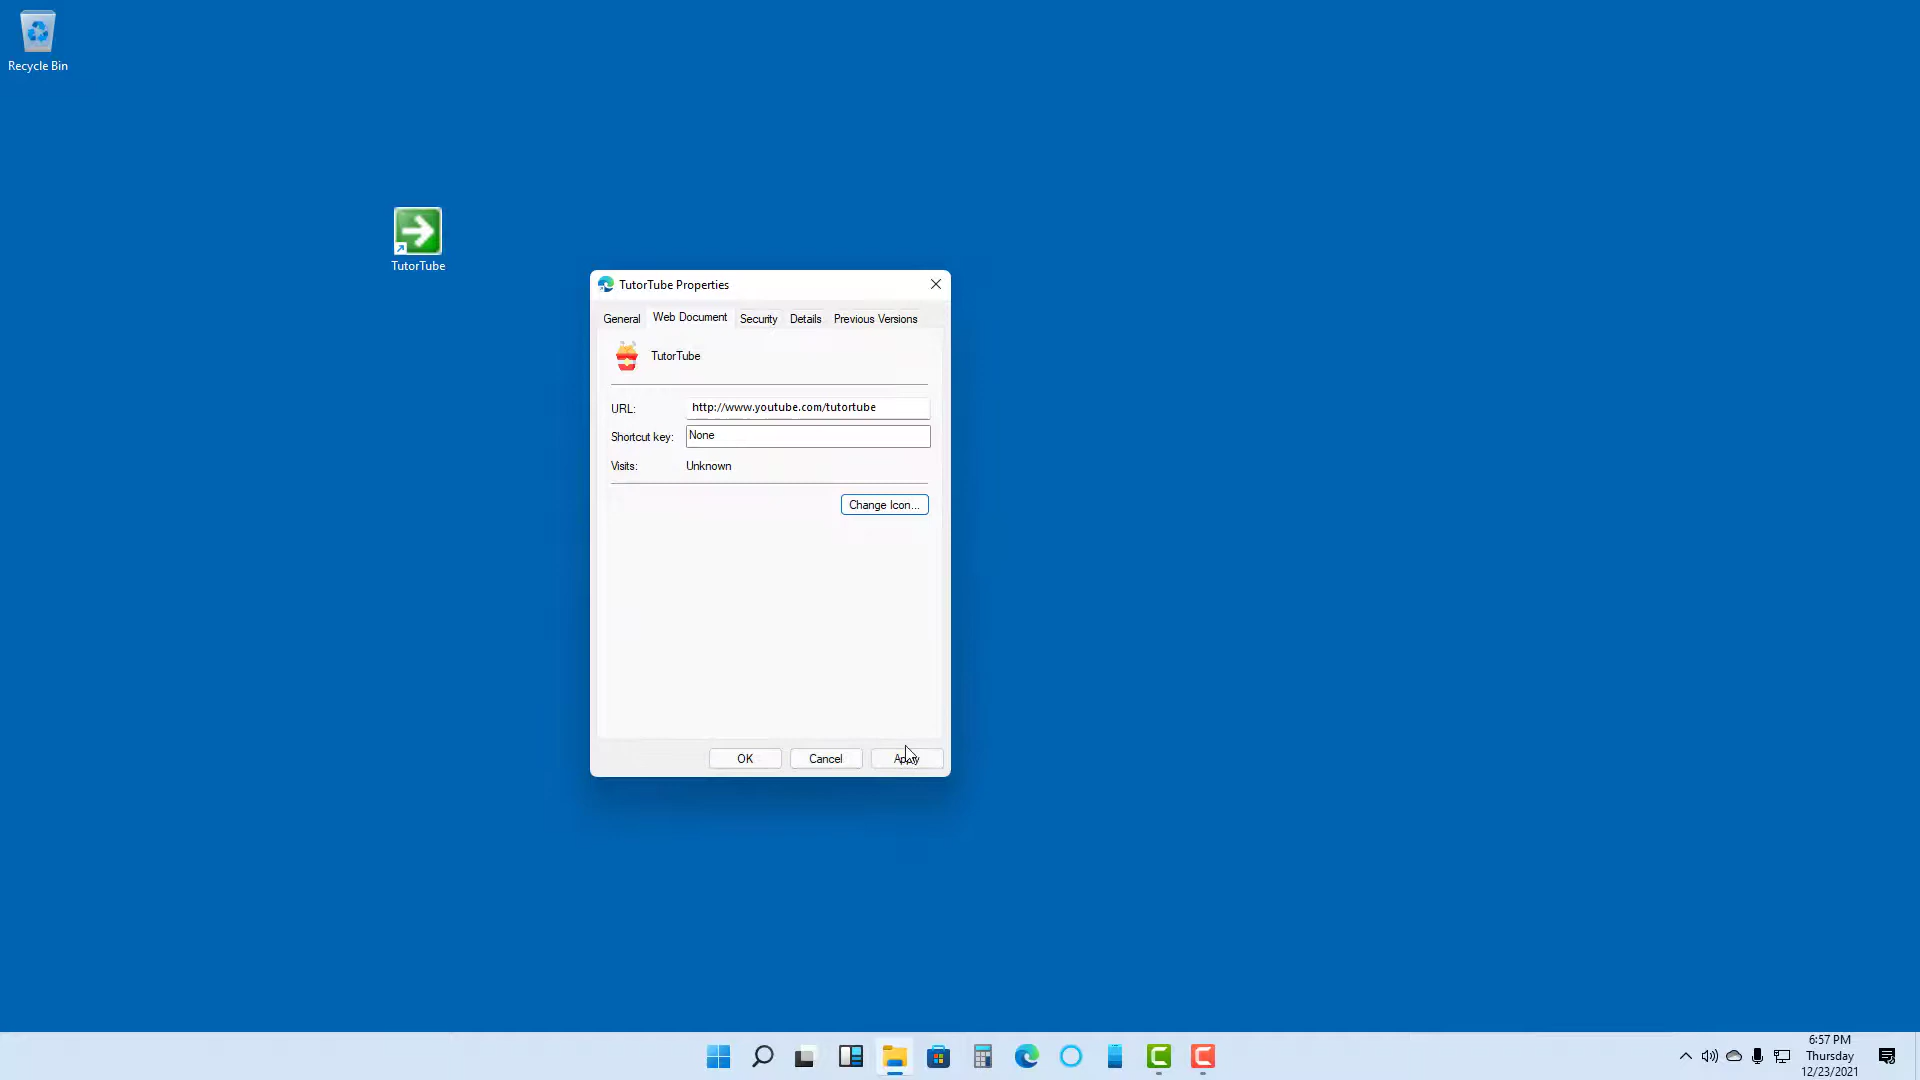 Recycle Bin
TutorTube
TutorTube Properties
General Web Document Security Details Previous Versions
TutorTube
URL: http://www.youtube.com/tutortube
Shortcut key: None
Visits: Unknown
Change Icon...
OK Cancel Apply
6:57 PM
Thursday
12/23/2021